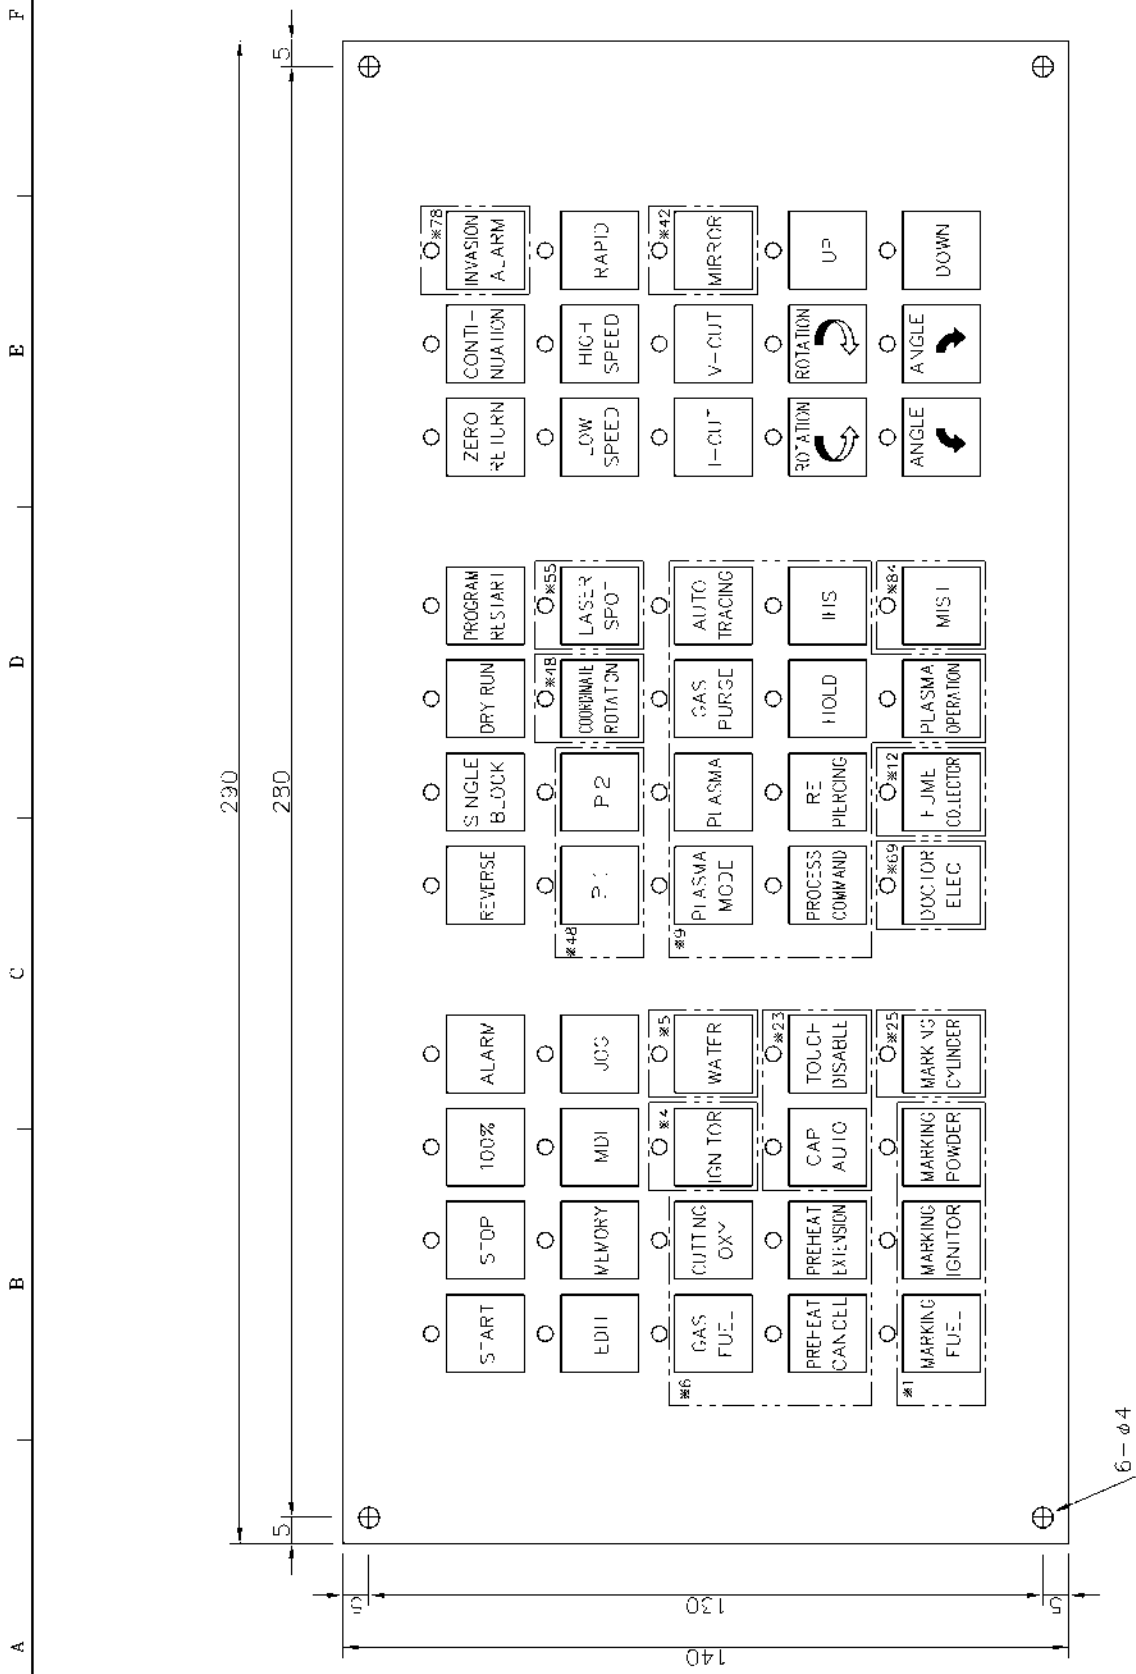 A
B
C
D
E
F
290
280
5
5
140
130
5
5
6-φ4
START
STOP
100%
ALARM
REVERSE
SINGLE
BLOCK
DRY RUN
PROGRAM
RESTART
ZERO
RETURN
CONTI-
NUATION
※78
INVASION
ALARM
EDIT
MEMORY
MDI
JOG
※48
P1
P2
※48
COORDINATE
ROTATION
※55
LASER
SPOT
LOW
SPEED
HIGH
SPEED
RAPID
※6
GAS
FUEL
CUTTING
OXY
※4
IGNITOR
※5
WATER
※9
PLASMA
MODE
PLASMA
GAS
PURGE
AUTO
TRACING
I-CUT
V-CUT
※42
MIRROR
PREHEAT
CANCEL
PREHEAT
EXTENSION
CAP
AUTO
※23
TOUCH
DISABLE
PROCESS
COMMAND
RE
PIERCING
HOLD
IHS
ROTATION
ROTATION
UP
※1
MARKING
FUEL
MARKING
IGNITOR
MARKING
POWDER
※25
MARKING
CYLINDER
※69
DOCTOR
ELEC
※12
FUME
COLLECTOR
PLASMA
OPERATION
※84
MIST
ANGLE
ANGLE
DOWN